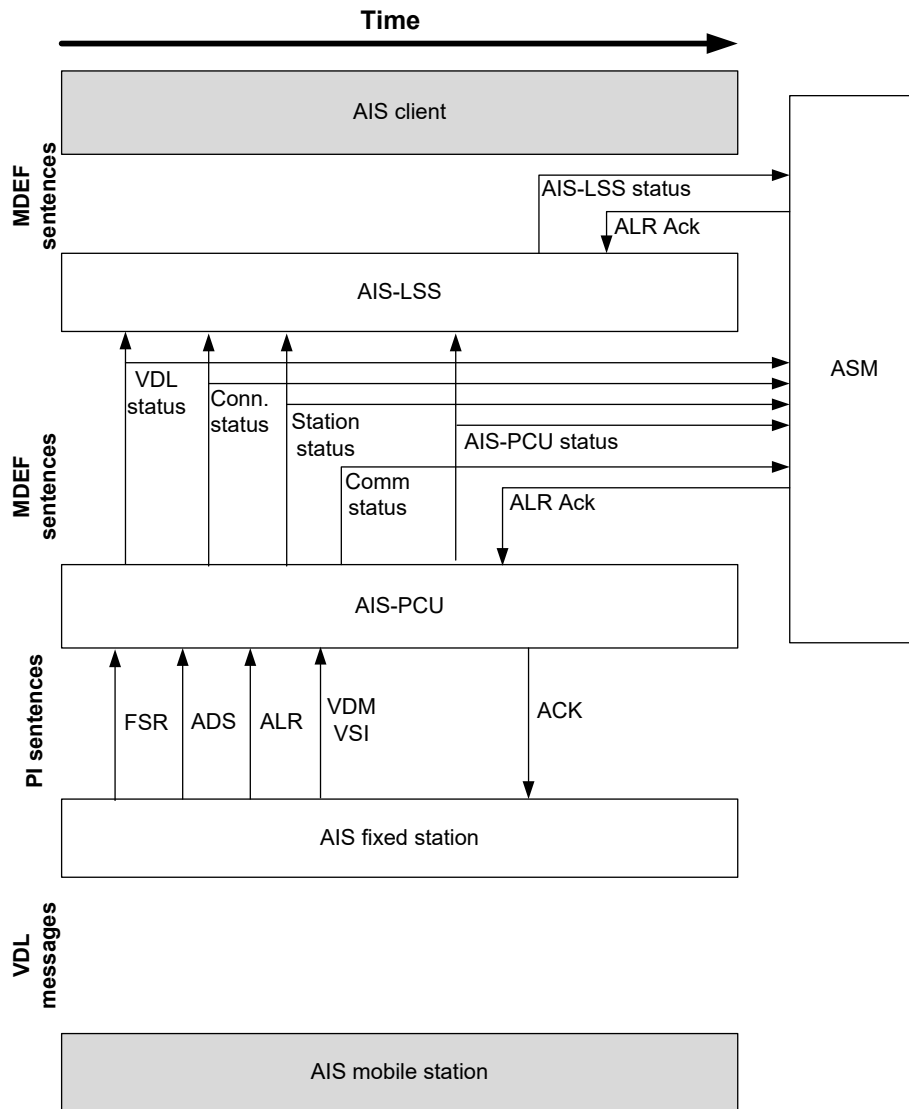 Time
AIS client
MDEF
sentences
AIS-LSS status
ALR Ack
AIS-LSS
ASM
VDL
status
Conn.
status
Station
status
AIS-PCU status
MDEF
sentences
Comm
status
ALR Ack
AIS-PCU
PI sentences
FSR
ADS
ALR
VDM
VSI
ACK
AIS fixed station
VDL
messages
AIS mobile station